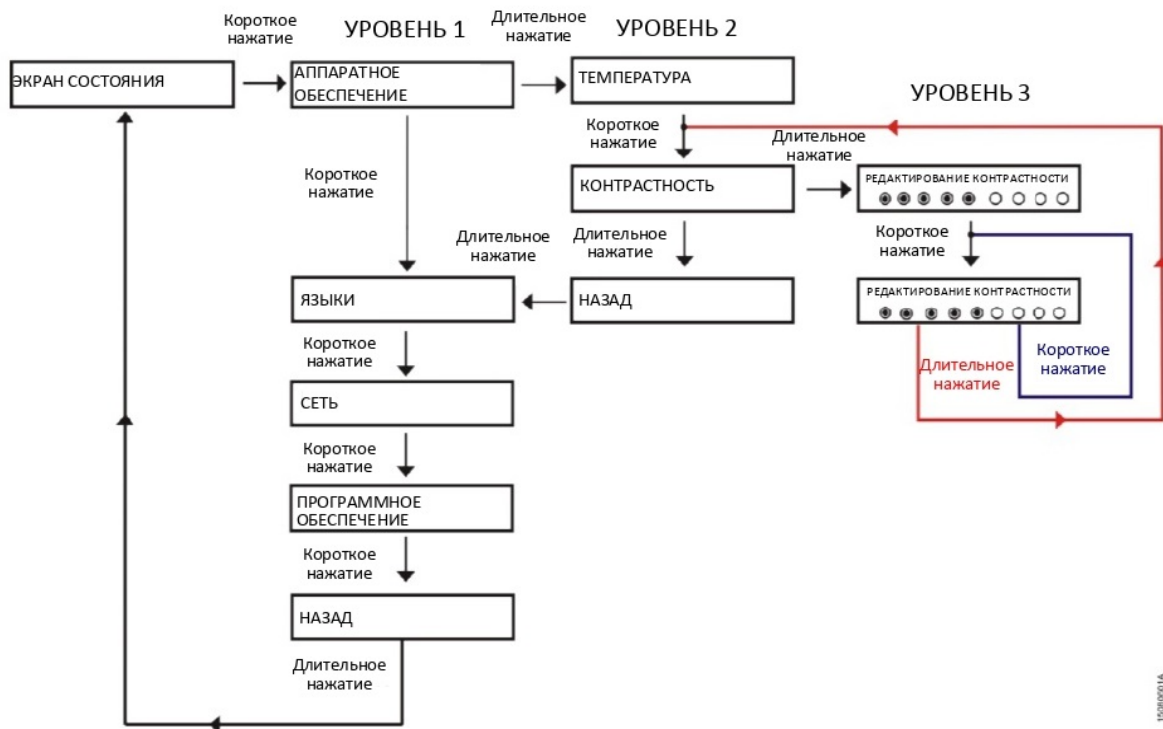 Короткое
нажатие
УРОВЕНЬ 1
Длительное
нажатие
УРОВЕНЬ 2
ЭКРАН СОСТОЯНИЯ
АППАРАТНОЕ
ОБЕСПЕЧЕНИЕ
ТЕМПЕРАТУРА
УРОВЕНЬ 3
Короткое
нажатие
Длительное
нажатие
Короткое
нажатие
КОНТРАСТНОСТЬ
РЕДАКТИРОВАНИЕ КОНТРАСТНОСТИ
Длительное
нажатие
Длительное
нажатие
Короткое
нажатие
ЯЗЫКИ
НАЗАД
РЕДАКТИРОВАНИЕ КОНТРАСТНОСТИ
Короткое
нажатие
Длительное
нажатие
Короткое
нажатие
СЕТЬ
Короткое
нажатие
ПРОГРАММНОЕ
ОБЕСПЕЧЕНИЕ
Короткое
нажатие
НАЗАД
Длительное
нажатие